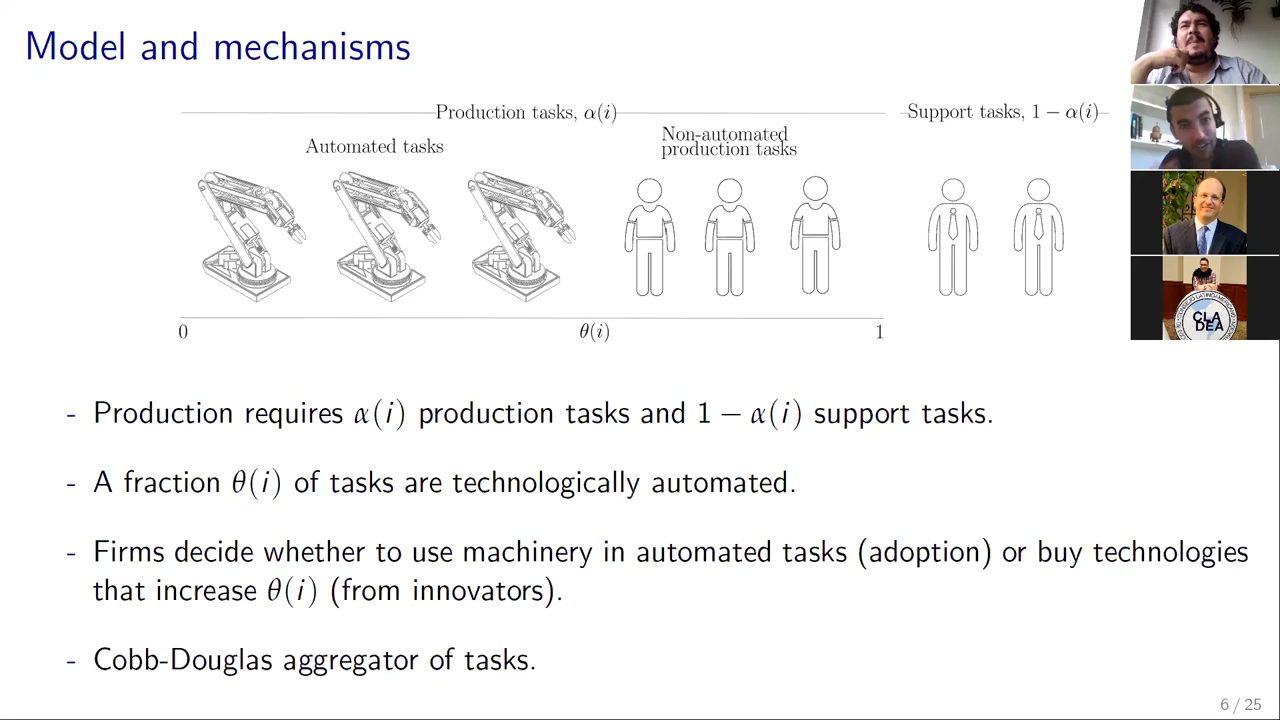 Model and mechanisms
Production tasks, α(i)
Support tasks, 1 − α(i)
Automated tasks
Non-automated
production tasks
0
θ(i)
1
- Production requires α(i) production tasks and 1 − α(i) support tasks.
- A fraction θ(i) of tasks are technologically automated.
- Firms decide whether to use machinery in automated tasks (adoption) or buy technologies
that increase θ(i) (from innovators).
- Cobb-Douglas aggregator of tasks.
6 / 25
CLA
DEA